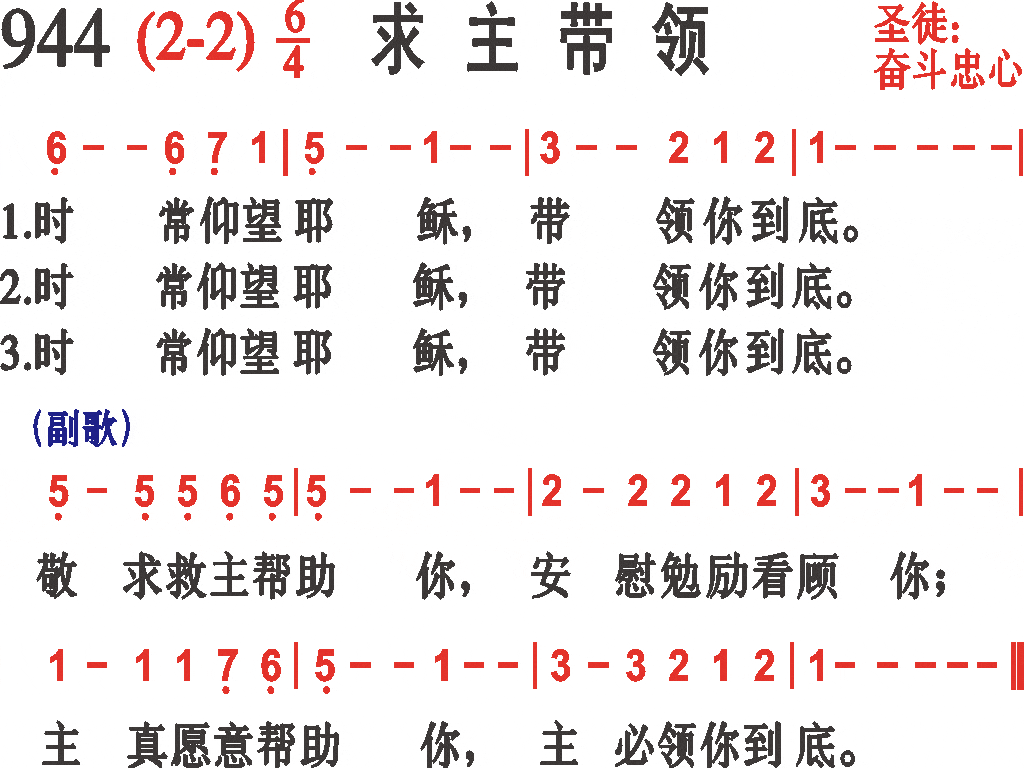 944 (2-2) 6/4 求主带领 圣徒:
奋斗忠心
6 - - 6 7 1 | 5 - - 1 - - | 3 - - 2 1 2 | 1 - - - - - |
1.时 常仰望耶 稣， 带 领你到底。
2.时 常仰望耶 稣， 带 领你到底。
3.时 常仰望耶 稣， 带 领你到底。
(副歌)
5 - 5 5 6 5 | 5 - - 1 - - | 2 - 2 2 1 2 | 3 - - 1 - - |
敬 求救主帮助 你， 安 慰勉励看顾 你；
1 - 1 1 7 6 | 5 - - 1 - - | 3 - 3 2 1 2 | 1 - - - - - ‖
主 真愿意帮助 你， 主 必领你到底。